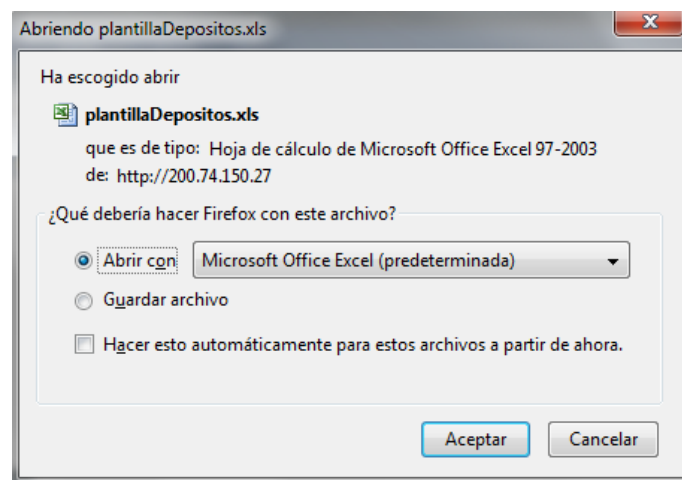 Abriendo plantillaDepositos.xls
Ha escogido abrir
plantillaDepositos.xls
que es de tipo: Hoja de cálculo de Microsoft Office Excel 97-2003
de: http://200.74.150.27
¿Qué debería hacer Firefox con este archivo?
Abrir con Microsoft Office Excel (predeterminada)
Guardar archivo
Hacer esto automáticamente para estos archivos a partir de ahora.
Aceptar Cancelar